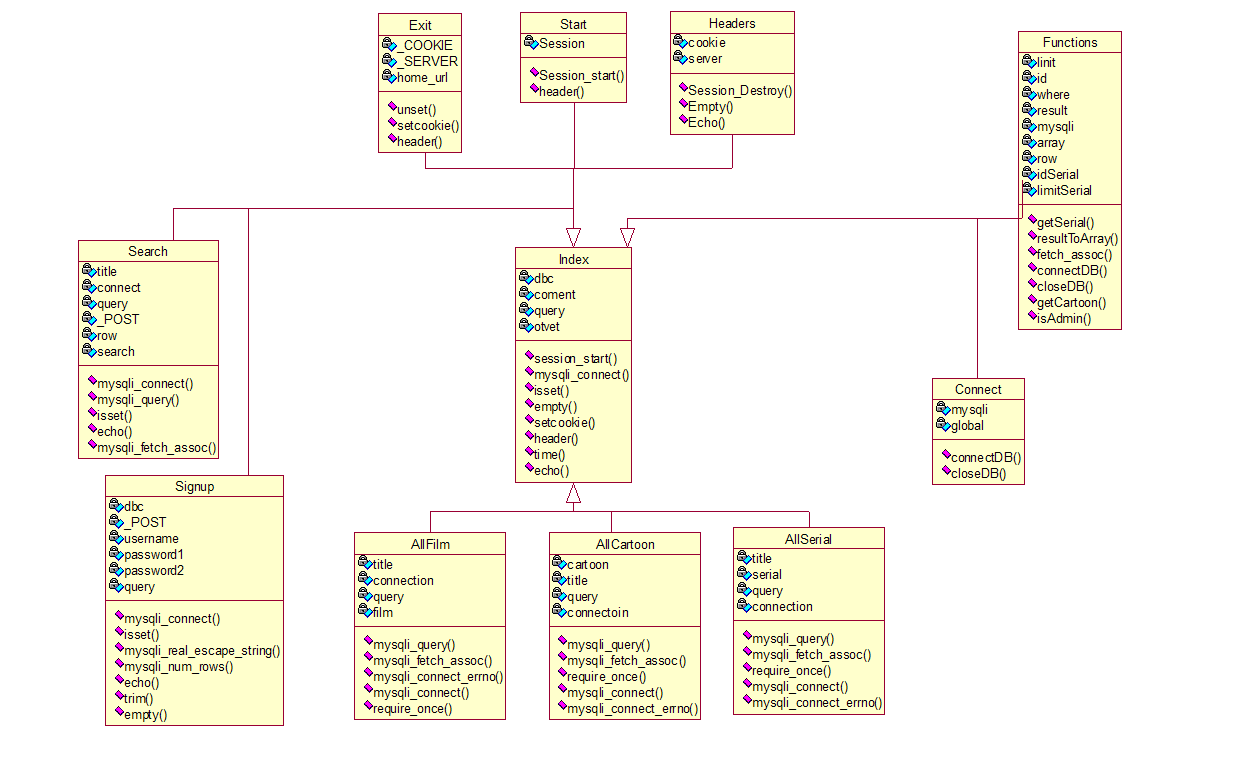 Exit
_COOKIE
_SERVER
home_url
unset()
setcookie()
header()
Start
Session
Session_start()
header()
Headers
cookie
server
Session_Destroy()
Empty()
Echo()
Functions
linit
id
where
result
mysqli
array
row
idSerial
limitSerial
getSerial()
resultToArray()
fetch_assoc()
connectDB()
closeDB()
getCartoon()
isAdmin()
Search
title
connect
query
_POST
row
search
mysqli_connect()
mysqli_query()
isset()
echo()
mysqli_fetch_assoc()
Index
dbc
coment
query
otvet
session_start()
mysqli_connect()
isset()
empty()
setcookie()
header()
time()
echo()
Connect
mysqli
global
connectDB()
closeDB()
Signup
dbc
_POST
username
password1
password2
query
mysqli_connect()
isset()
mysqli_real_escape_string()
mysqli_num_rows()
echo()
trim()
empty()
AllFilm
title
connection
query
film
mysqli_query()
mysqli_fetch_assoc()
mysqli_connect_errno()
mysqli_connect()
require_once()
AllCartoon
cartoon
title
query
connectoin
mysqli_query()
mysqli_fetch_assoc()
require_once()
mysqli_connect()
mysqli_connect_errno()
AllSerial
title
serial
query
connection
mysqli_query()
mysqli_fetch_assoc()
require_once()
mysqli_connect()
mysqli_connect_errno()